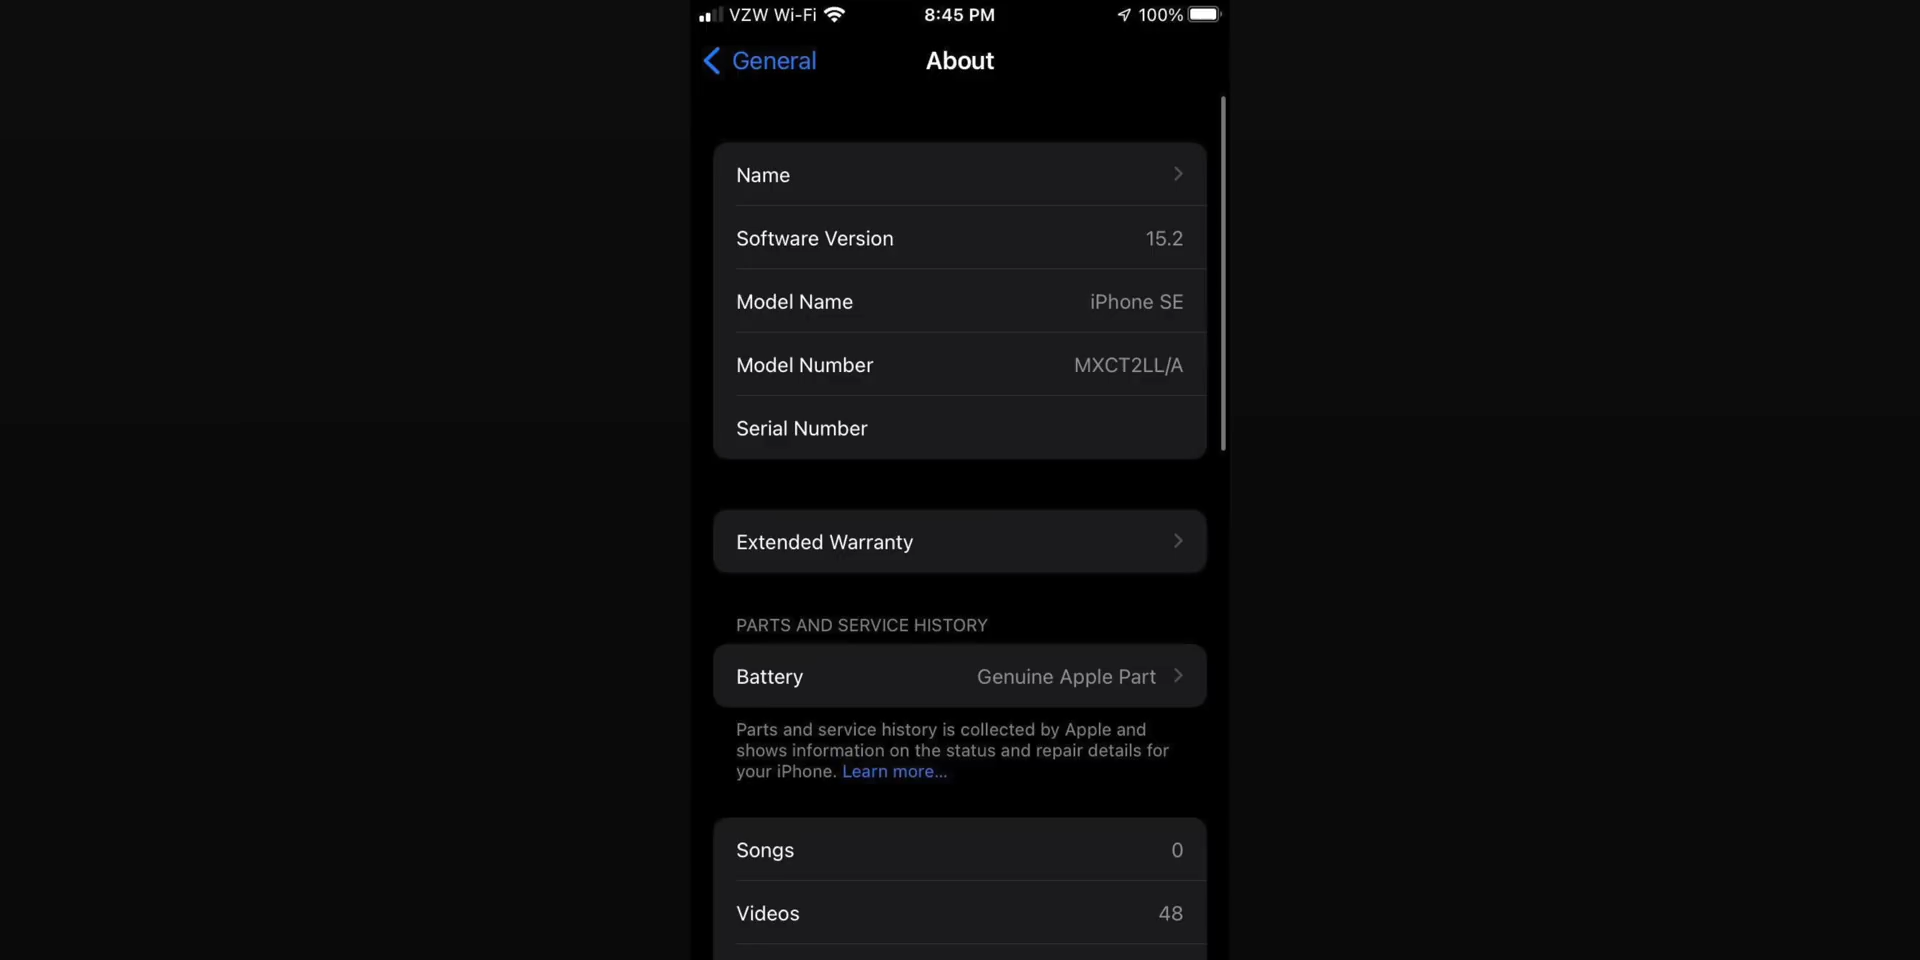 VZW Wi-Fi 8:45 PM 100%
General About
Name
Software Version 15.2
Model Name iPhone SE
Model Number MXCT2LL/A
Serial Number
Extended Warranty
PARTS AND SERVICE HISTORY
Battery Genuine Apple Part
Parts and service history is collected by Apple and
shows information on the status and repair details for
your iPhone. Learn more...
Songs 0
Videos 48